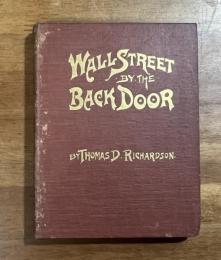 WALL STREET
BY THE
BACK DOOR
BY THOMAS D. RICHARDSON.